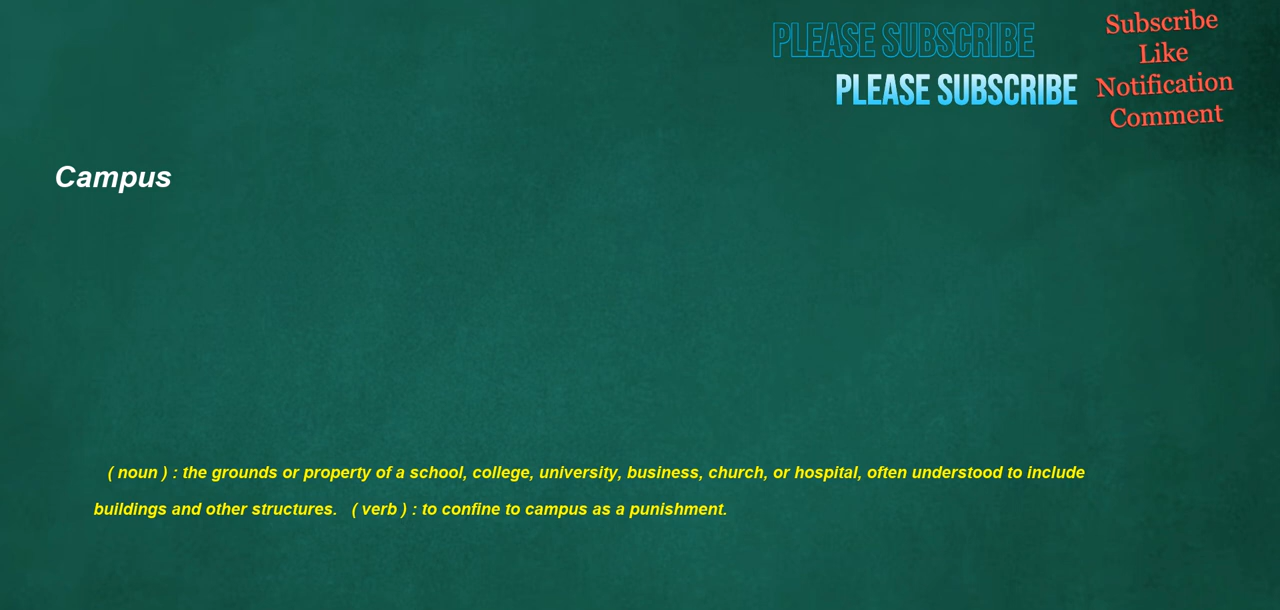 PLEASE SUBSCRIBE
PLEASE SUBSCRIBE
Subscribe
Like
Notification
Comment
Campus
( noun ) : the grounds or property of a school, college, university, business, church, or hospital, often understood to include
buildings and other structures. ( verb ) : to confine to campus as a punishment.